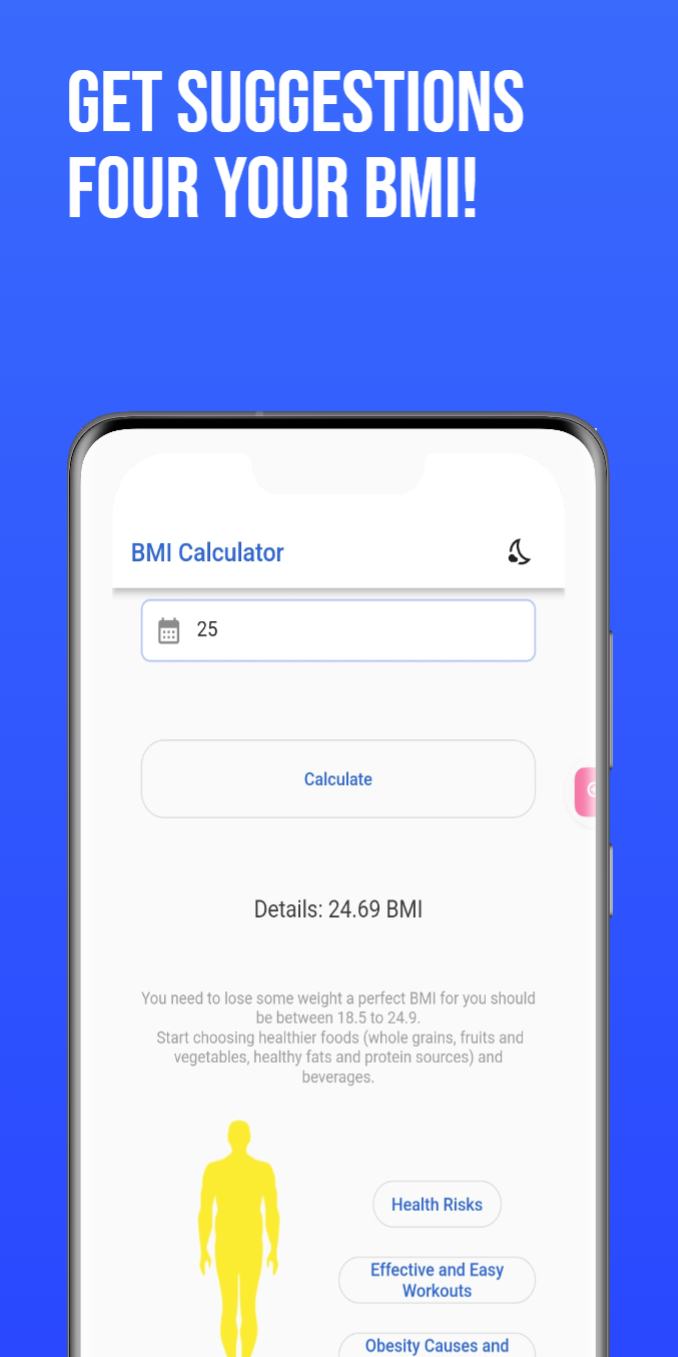 GET SUGGESTIONS
FOUR YOUR BMI!
BMI Calculator
25
Calculate
Details: 24.69 BMI
You need to lose some weight a perfect BMI for you should
be between 18.5 to 24.9.
Start choosing healthier foods (whole grains, fruits and
vegetables, healthy fats and protein sources) and
beverages.
Health Risks
Effective and Easy
Workouts
Obesity Causes and